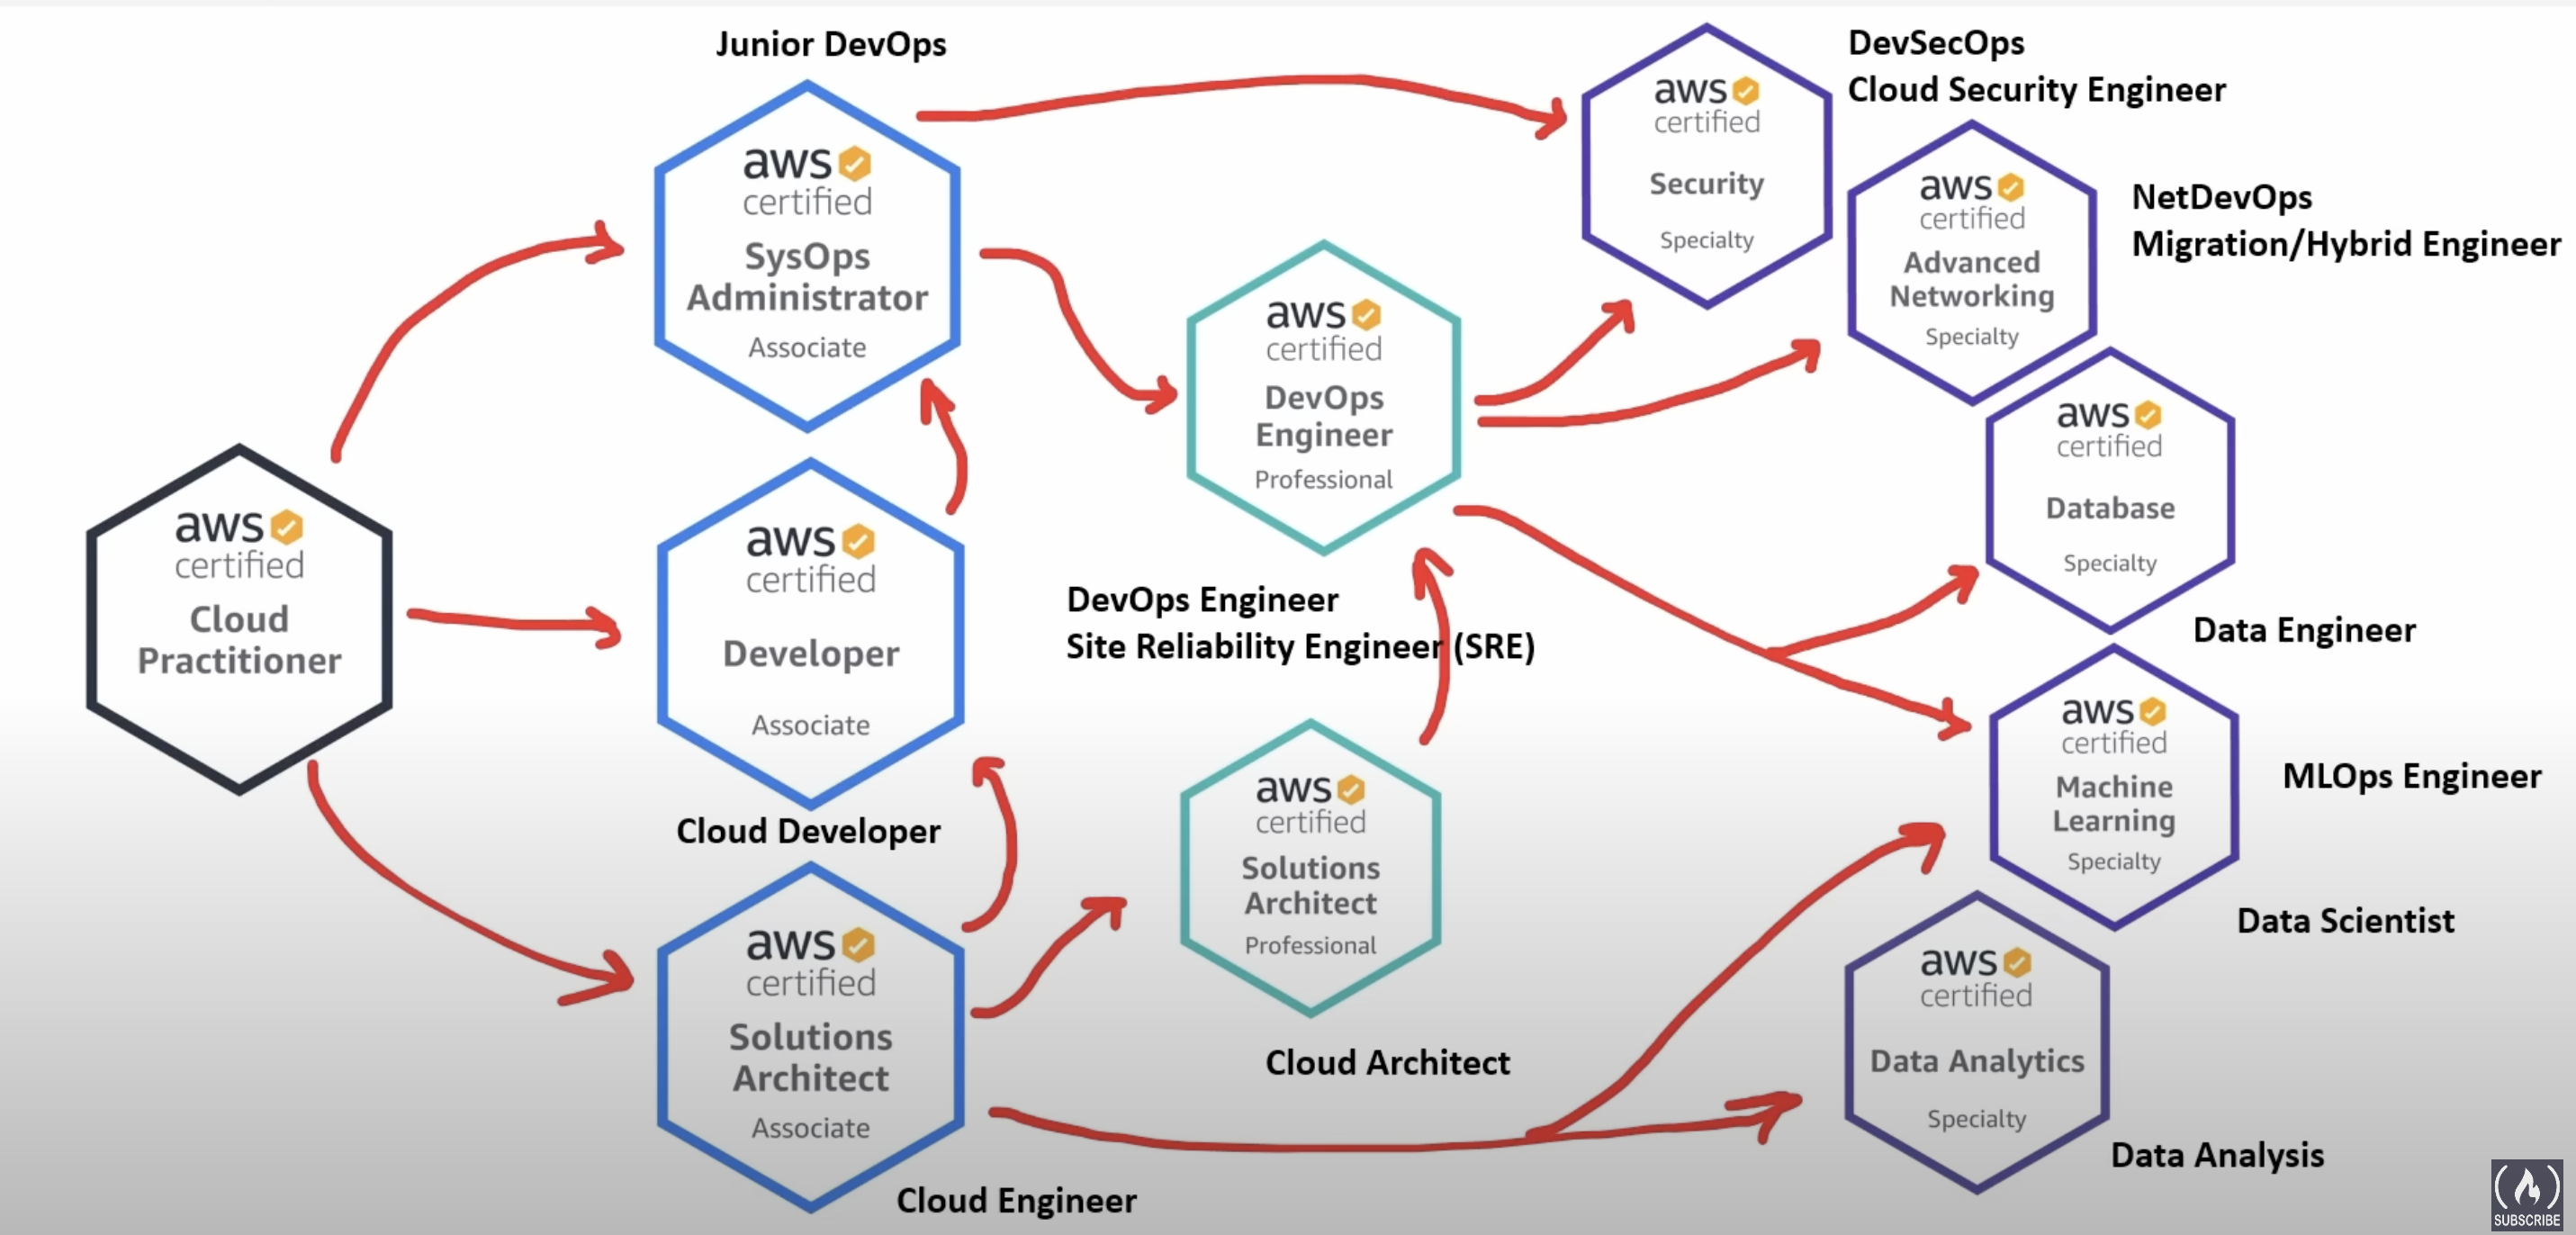 Junior DevOps
aws
certified
SysOps
Administrator
Associate
aws
certified
Cloud
Practitioner
aws
certified
Developer
Associate
Cloud Developer
aws
certified
Solutions
Architect
Associate
Cloud Engineer
aws
certified
DevOps
Engineer
Professional
DevOps Engineer
Site Reliability Engineer (SRE)
aws
certified
Solutions
Architect
Professional
Cloud Architect
aws
certified
Security
Specialty
DevSecOps
Cloud Security Engineer
aws
certified
Advanced
Networking
Specialty
NetDevOps
Migration/Hybrid Engineer
aws
certified
Database
Specialty
Data Engineer
aws
certified
Machine
Learning
Specialty
MLOps Engineer
Data Scientist
aws
certified
Data Analytics
Specialty
Data Analysis
SUBSCRIBE